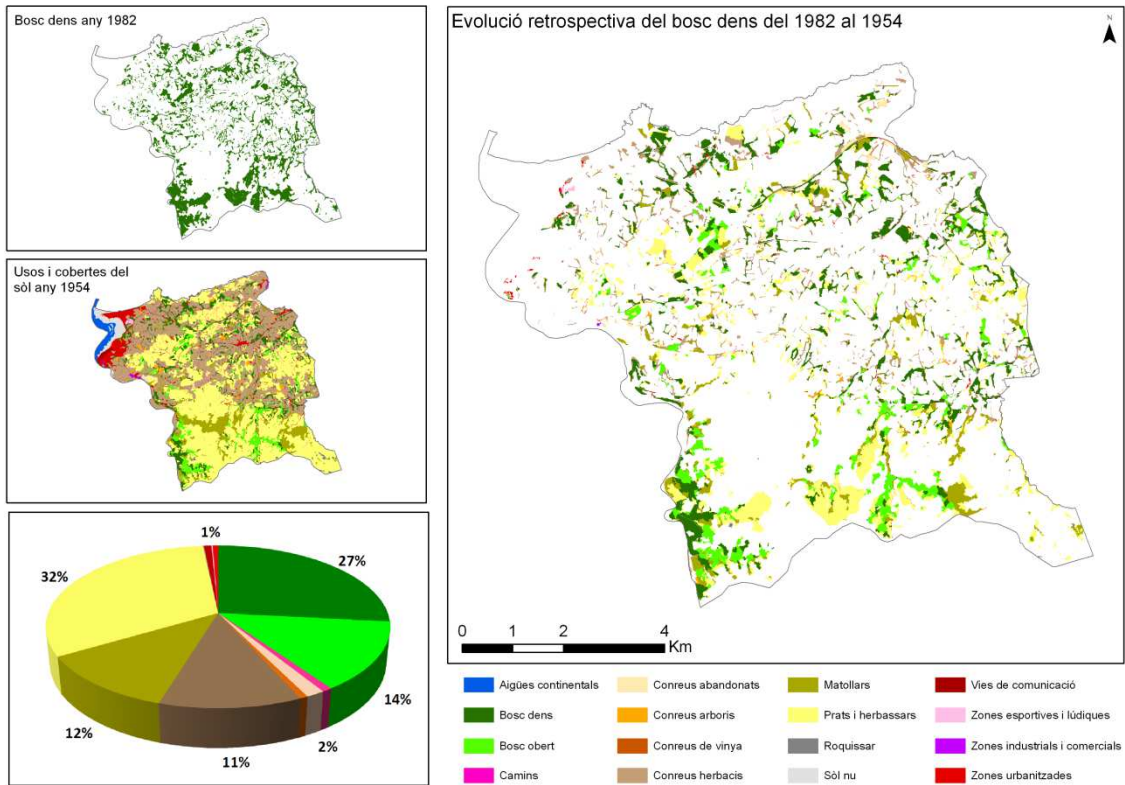 Bosc dens any 1982
Usos i cobertes del
sòl any 1954
1%
32%
27%
14%
12%
11%
2%
Evolució retrospectiva del bosc dens del 1982 al 1954
N
0 1 2 4
Km
Aigües continentals
Bosc dens
Bosc obert
Camins
Conreus abandonats
Conreus arboris
Conreus de vinya
Conreus herbacis
Matollars
Prats i herbassars
Roquissar
Sòl nu
Vies de comunicació
Zones esportives i lúdiques
Zones industrials i comercials
Zones urbanitzades